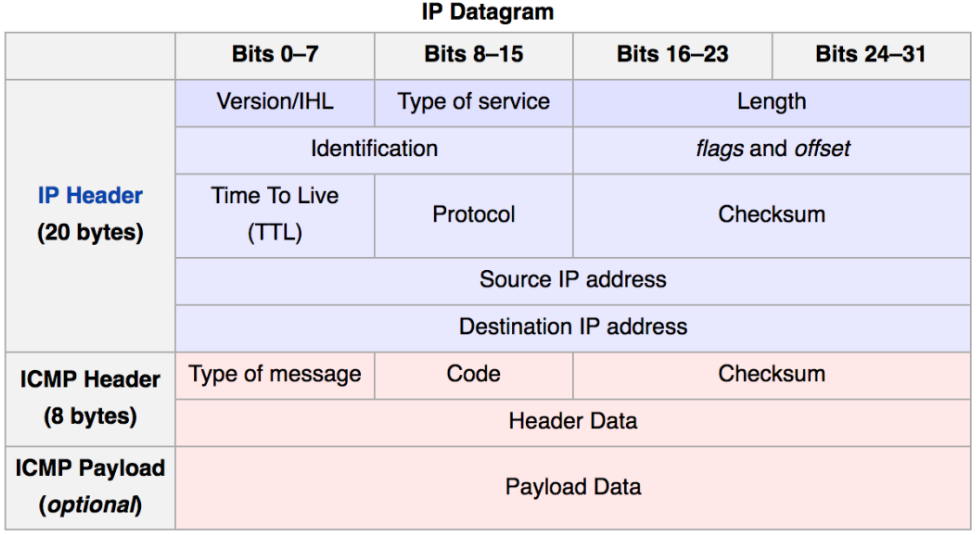 IP Datagram
Bits 0–7 Bits 8–15 Bits 16–23 Bits 24–31
IP Header
(20 bytes)
Version/IHL Type of service Length
Identification flags and offset
Time To Live
(TTL)
Protocol Checksum
Source IP address
Destination IP address
ICMP Header
(8 bytes)
Type of message Code Checksum
Header Data
ICMP Payload
(optional)
Payload Data